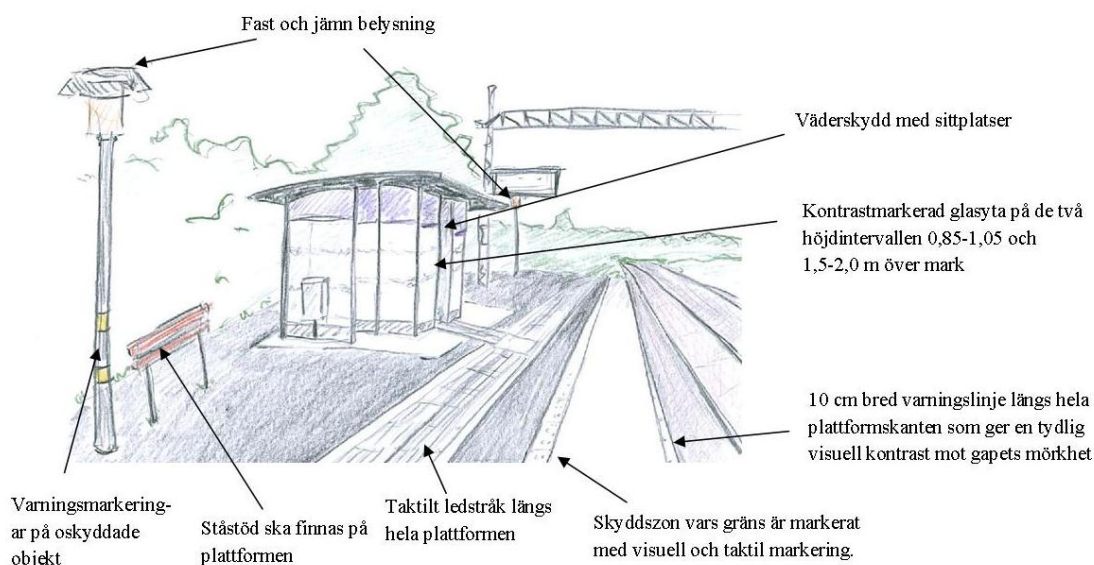 Fast och jämn belysning
Väderskydd med sittplatser
Kontrastmarkerad glasyta på de två
höjdintervallen 0,85-1,05 och
1,5-2,0 m över mark
10 cm bred varningslinje längs hela
plattformskanten som ger en tydlig
visuell kontrast mot gapets mörkhet
Varningsmarkering-
ar på oskyddade
objekt
Ståstöd ska finnas på
plattformen
Taktilt ledstråk längs
hela plattformen
Skyddszon vars gräns är markerat
med visuell och taktil markering.